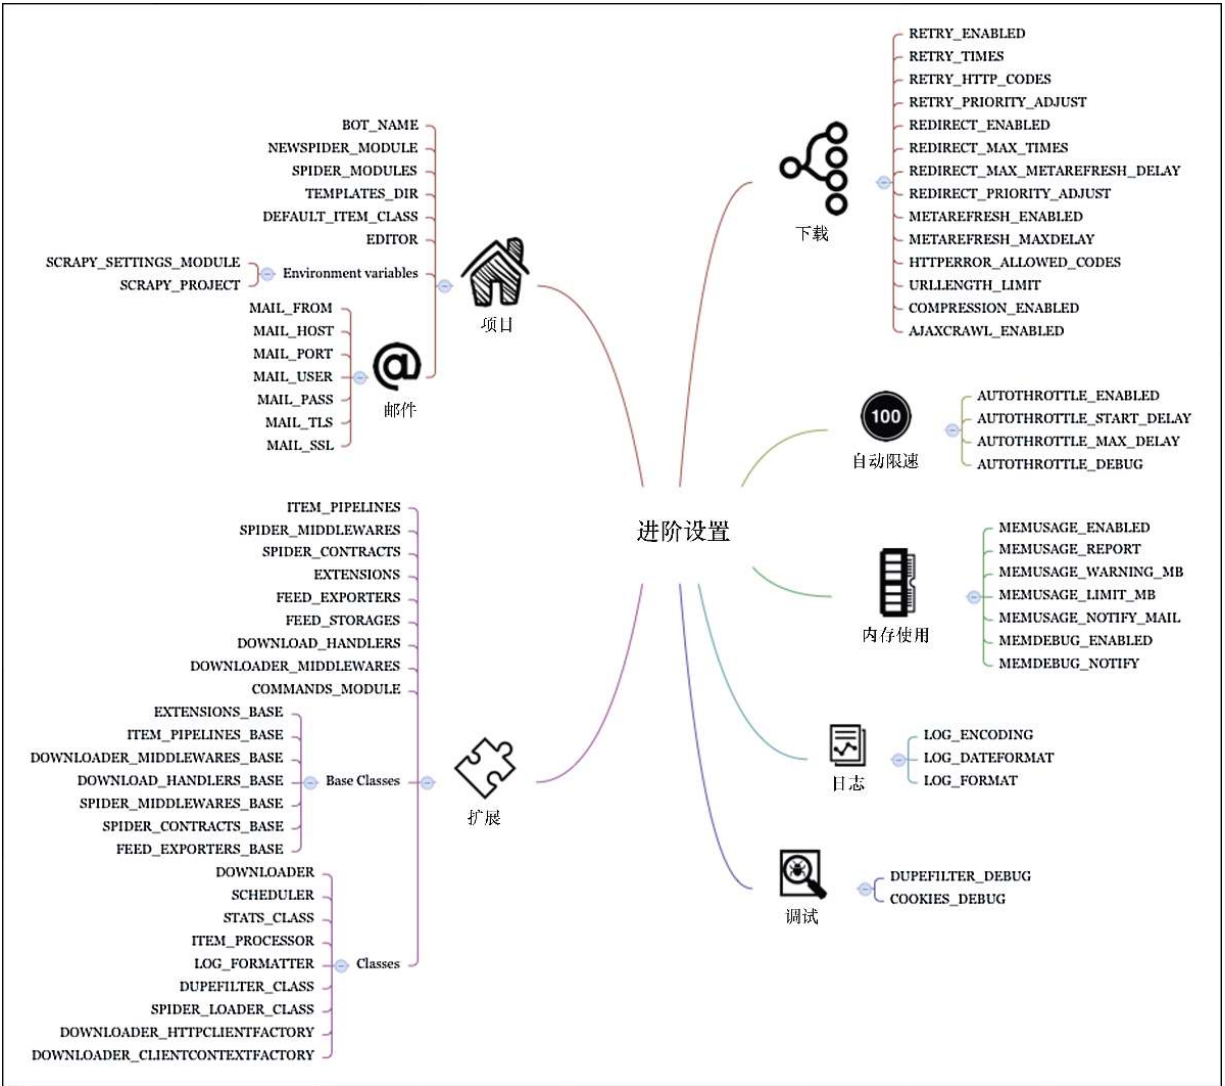 进阶设置
项目
BOT_NAME
NEWSPIDER_MODULE
SPIDER_MODULES
TEMPLATES_DIR
DEFAULT_ITEM_CLASS
EDITOR
Environment variables
SCRAPY_SETTINGS_MODULE
SCRAPY_PROJECT
@
邮件
MAIL_FROM
MAIL_HOST
MAIL_PORT
MAIL_USER
MAIL_PASS
MAIL_TLS
MAIL_SSL
扩展
ITEM_PIPELINES
SPIDER_MIDDLEWARES
SPIDER_CONTRACTS
EXTENSIONS
FEED_EXPORTERS
FEED_STORAGES
DOWNLOAD_HANDLERS
DOWNLOADER_MIDDLEWARES
COMMANDS_MODULE
Base Classes
EXTENSIONS_BASE
ITEM_PIPELINES_BASE
DOWNLOADER_MIDDLEWARES_BASE
DOWNLOAD_HANDLERS_BASE
SPIDER_MIDDLEWARES_BASE
SPIDER_CONTRACTS_BASE
FEED_EXPORTERS_BASE
Classes
DOWNLOADER
SCHEDULER
STATS_CLASS
ITEM_PROCESSOR
LOG_FORMATTER
DUPEFILTER_CLASS
SPIDER_LOADER_CLASS
DOWNLOADER_HTTPCLIENTFACTORY
DOWNLOADER_CLIENTCONTEXTFACTORY
下载
RETRY_ENABLED
RETRY_TIMES
RETRY_HTTP_CODES
RETRY_PRIORITY_ADJUST
REDIRECT_ENABLED
REDIRECT_MAX_TIMES
REDIRECT_MAX_METAREFRESH_DELAY
REDIRECT_PRIORITY_ADJUST
METAREFRESH_ENABLED
METAREFRESH_MAXDELAY
HTTPERROR_ALLOWED_CODES
URLLENGTH_LIMIT
COMPRESSION_ENABLED
AJAXCRAWL_ENABLED
100
自动限速
AUTOTHROTTLE_ENABLED
AUTOTHROTTLE_START_DELAY
AUTOTHROTTLE_MAX_DELAY
AUTOTHROTTLE_DEBUG
内存使用
MEMUSAGE_ENABLED
MEMUSAGE_REPORT
MEMUSAGE_WARNING_MB
MEMUSAGE_LIMIT_MB
MEMUSAGE_NOTIFY_MAIL
MEMDEBUG_ENABLED
MEMDEBUG_NOTIFY
日志
LOG_ENCODING
LOG_DATEFORMAT
LOG_FORMAT
调试
DUPEFILTER_DEBUG
COOKIES_DEBUG